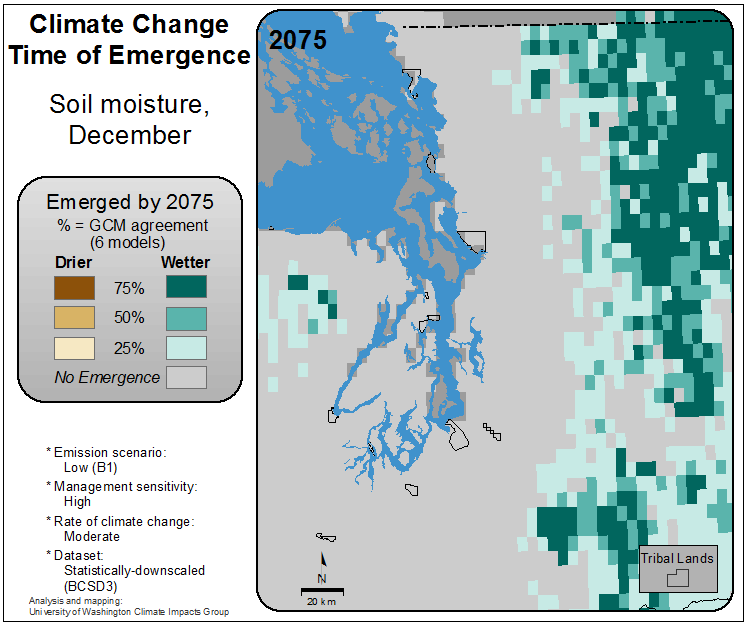 Climate Change
Time of Emergence
Soil moisture,
December
Emerged by 2075
% = GCM agreement
(6 models)
Drier Wetter
75%
50%
25%
No Emergence
* Emission scenario:
Low (B1)
* Management sensitivity:
High
* Rate of climate change:
Moderate
* Dataset:
Statistically-downscaled
(BCSD3)
Analysis and mapping:
University of Washington Climate Impacts Group
2075
N
20 km
Tribal Lands